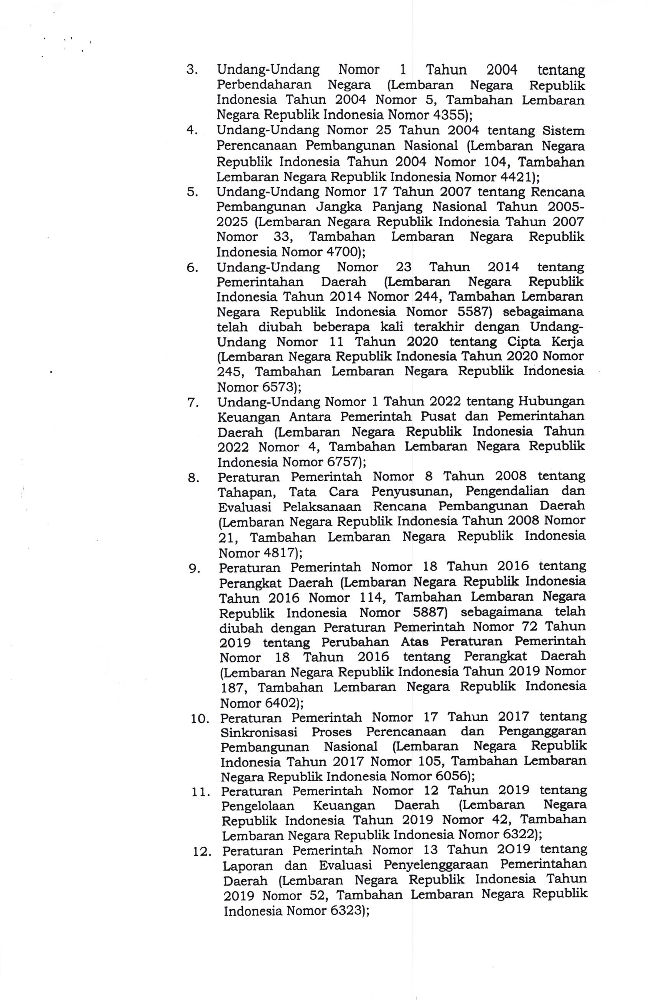 3. Undang-Undang Nomor 1 Tahun 2004 tentang
Perbendaharan Negara (Lembaran Negara Republik
Indonesia Tahun 2004 Nomor 5, Tambahan Lembaran
Negara Republik Indonesia Nomor 4355);
4. Undang-Undang Nomor 25 Tahun 2004 tentang Sistem
Perencanaan Pembangunan Nasional (Lembaran Negara
Republik Indonesia Tahun 2004 Nomor 104, Tambahan
Lembaran Negara Republik Indonesia Nomor 4421);
5. Undang-Undang Nomor 17 Tahun 2007 tentang Rencana
Pembangunan Jangka Panjang Nasional Tahun 2005-
2025 (Lembaran Negara Republik Indonesia Tahun 2007
Nomor 33, Tambahan Lembaran Negara Republik
Indonesia Nomor 4700);
6. Undang-Undang Nomor 23 Tahun 2014 tentang
Pemerintahan Daerah (Lembaran Negara Republik
Indonesia Tahun 2014 Nomor 244, Tambahan Lembaran
Negara Republik Indonesia Nomor 5587) sebagaimana
telah diubah beberapa kali terakhir dengan Undang-
Undang Nomor 11 Tahun 2020 tentang Cipta Kerja
(Lembaran Negara Republik Indonesia Tahun 2020 Nomor
245, Tambahan Lembaran Negara Republik Indonesia
Nomor 6573);
7. Undang-Undang Nomor 1 Tahun 2022 tentang Hubungan
Keuangan Antara Pemerintah Pusat dan Pemerintahan
Daerah (Lembaran Negara Republik Indonesia Tahun
2022 Nomor 4, Tambahan Lembaran Negara Republik
Indonesia Nomor 6757);
8. Peraturan Pemerintah Nomor 8 Tahun 2008 tentang
Tahapan, Tata Cara Penyusunan, Pengendalian dan
Evaluasi Pelaksanaan Rencana Pembangunan Daerah
(Lembaran Negara Republik Indonesia Tahun 2008 Nomor
21, Tambahan Lembaran Negara Republik Indonesia
Nomor 4817);
9. Peraturan Pemerintah Nomor 18 Tahun 2016 tentang
Perangkat Daerah (Lembaran Negara Republik Indonesia
Tahun 2016 Nomor 114, Tambahan Lembaran Negara
Republik Indonesia Nomor 5887) sebagaimana telah
diubah dengan Peraturan Pemerintah Nomor 72 Tahun
2019 tentang Perubahan Atas Peraturan Pemerintah
Nomor 18 Tahun 2016 tentang Perangkat Daerah
(Lembaran Negara Republik Indonesia Tahun 2019 Nomor
187, Tambahan Lembaran Negara Republik Indonesia
Nomor 6402);
10. Peraturan Pemerintah Nomor 17 Tahun 2017 tentang
Sinkronisasi Proses Perencanaan dan Penganggaran
Pembangunan Nasional (Lembaran Negara Republik
Indonesia Tahun 2017 Nomor 105, Tambahan Lembaran
Negara Republik Indonesia Nomor 6056);
11. Peraturan Pemerintah Nomor 12 Tahun 2019 tentang
Pengelolaan Keuangan Daerah (Lembaran Negara
Republik Indonesia Tahun 2019 Nomor 42, Tambahan
Lembaran Negara Republik Indonesia Nomor 6322);
12. Peraturan Pemerintah Nomor 13 Tahun 2O19 tentang
Laporan dan Evaluasi Penyelenggaraan Pemerintahan
Daerah (Lembaran Negara Republik Indonesia Tahun
2019 Nomor 52, Tambahan Lembaran Negara Republik
Indonesia Nomor 6323);